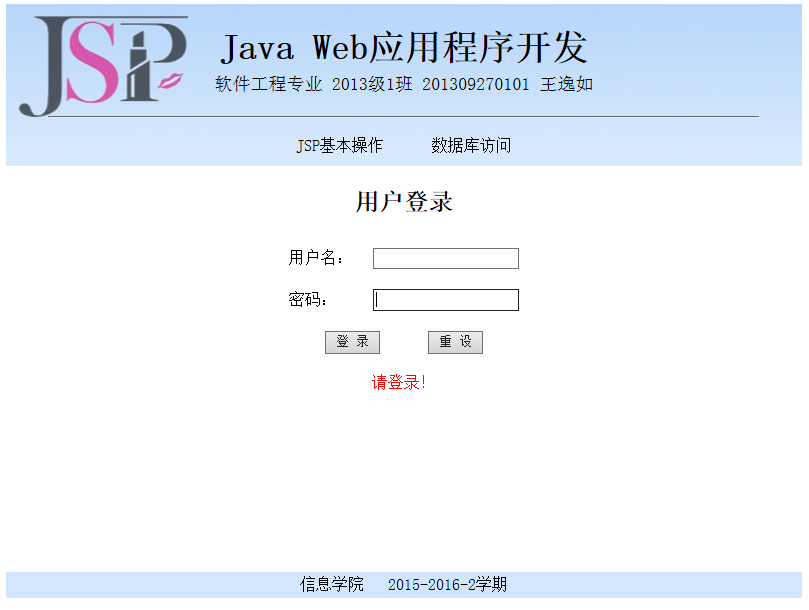 JSP
Java Web应用程序开发
软件工程专业 2013级1班 201309270101 王逸如
JSP基本操作 数据库访问
用户登录
用户名：
密码：
登 录 重 设
请登录！
信息学院 2015-2016-2学期